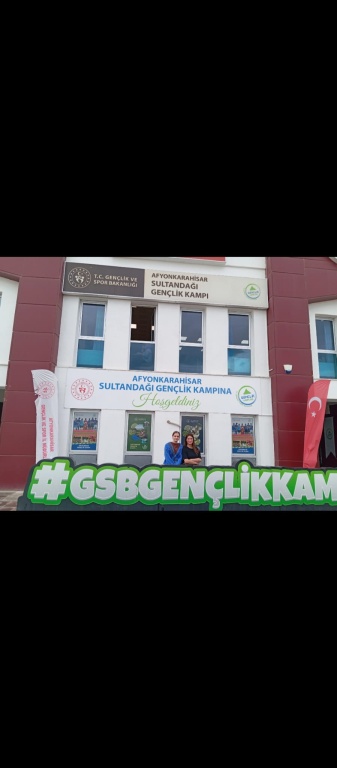 T.C. GENÇLİK VE
SPOR BAKANLIĞI
AFYONKARAHİSAR
SULTANDAĞI
GENÇLİK KAMPI
AFYONKARAHİSAR
SULTANDAĞI GENÇLİK KAMPINA
Hoşgeldiniz
#GSBGENÇLİKKAM